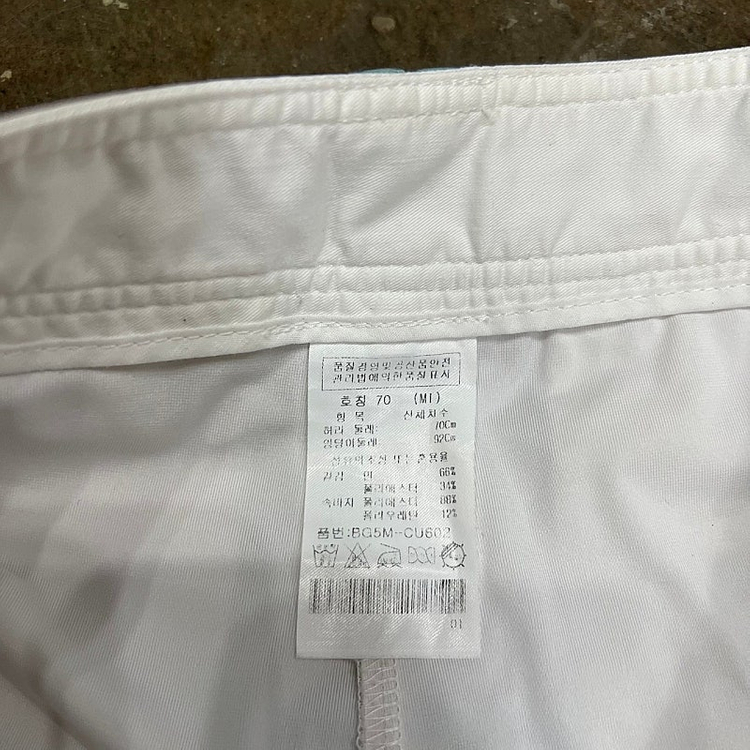 품질경영및공산품안전
관리법에의한품질표시
호칭 70 (MI)
항 목 신체치수
허리 둘레: 70Cm
엉덩이둘레: 92Cm
섬유의조성 또는 혼용율
겉감 면 66%
폴리에스터 34%
속바지 폴리에스터 88%
폴리우레탄 12%
품번:BG5M-CU602
01